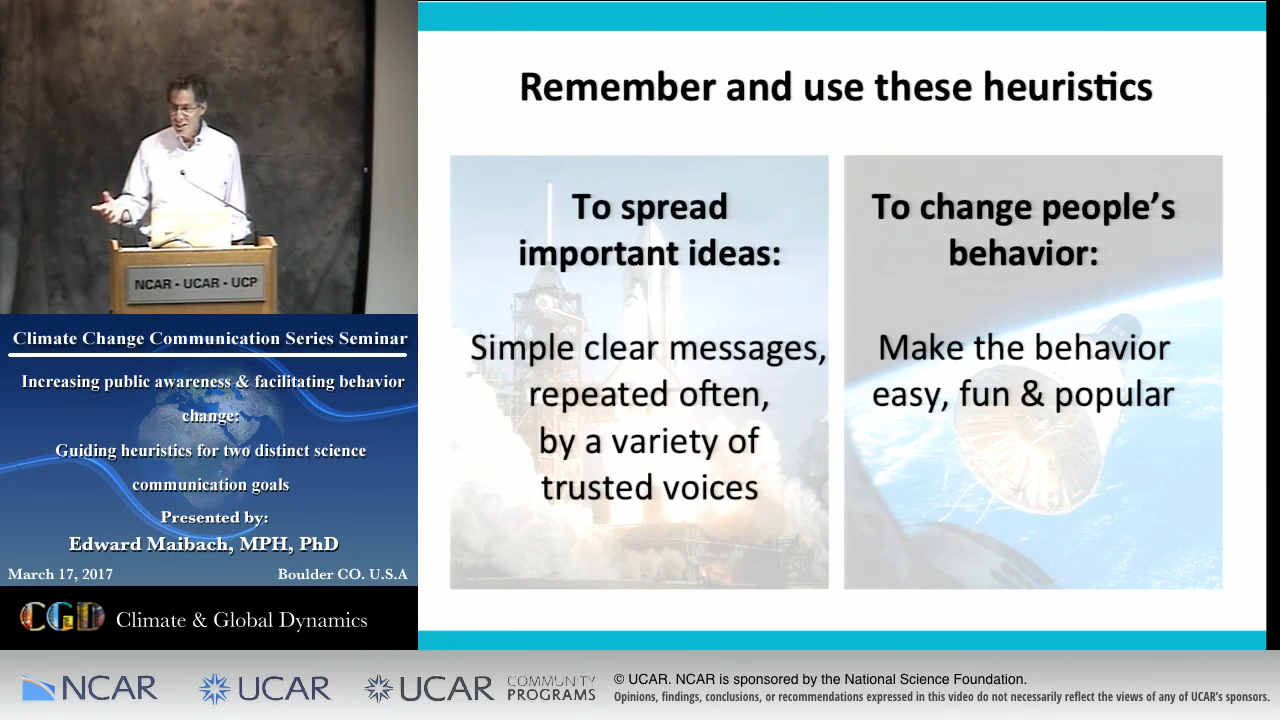 NCAR - UCAR - UCP
Climate Change Communication Series Seminar
Increasing public awareness & facilitating behavior
change:
Guiding heuristics for two distinct science
communication goals
Presented by:
Edward Maibach, MPH, PhD
March 17, 2017 Boulder CO. U.S.A
CGD Climate & Global Dynamics
Remember and use these heuristics
To spread
important ideas:
Simple clear messages,
repeated often,
by a variety of
trusted voices
To change people's
behavior:
Make the behavior
easy, fun & popular
NCAR UCAR UCAR COMMUNITY
PROGRAMS
© UCAR. NCAR is sponsored by the National Science Foundation.
Opinions, findings, conclusions, or recommendations expressed in this video do not necessarily reflect the views of any of UCAR's sponsors.